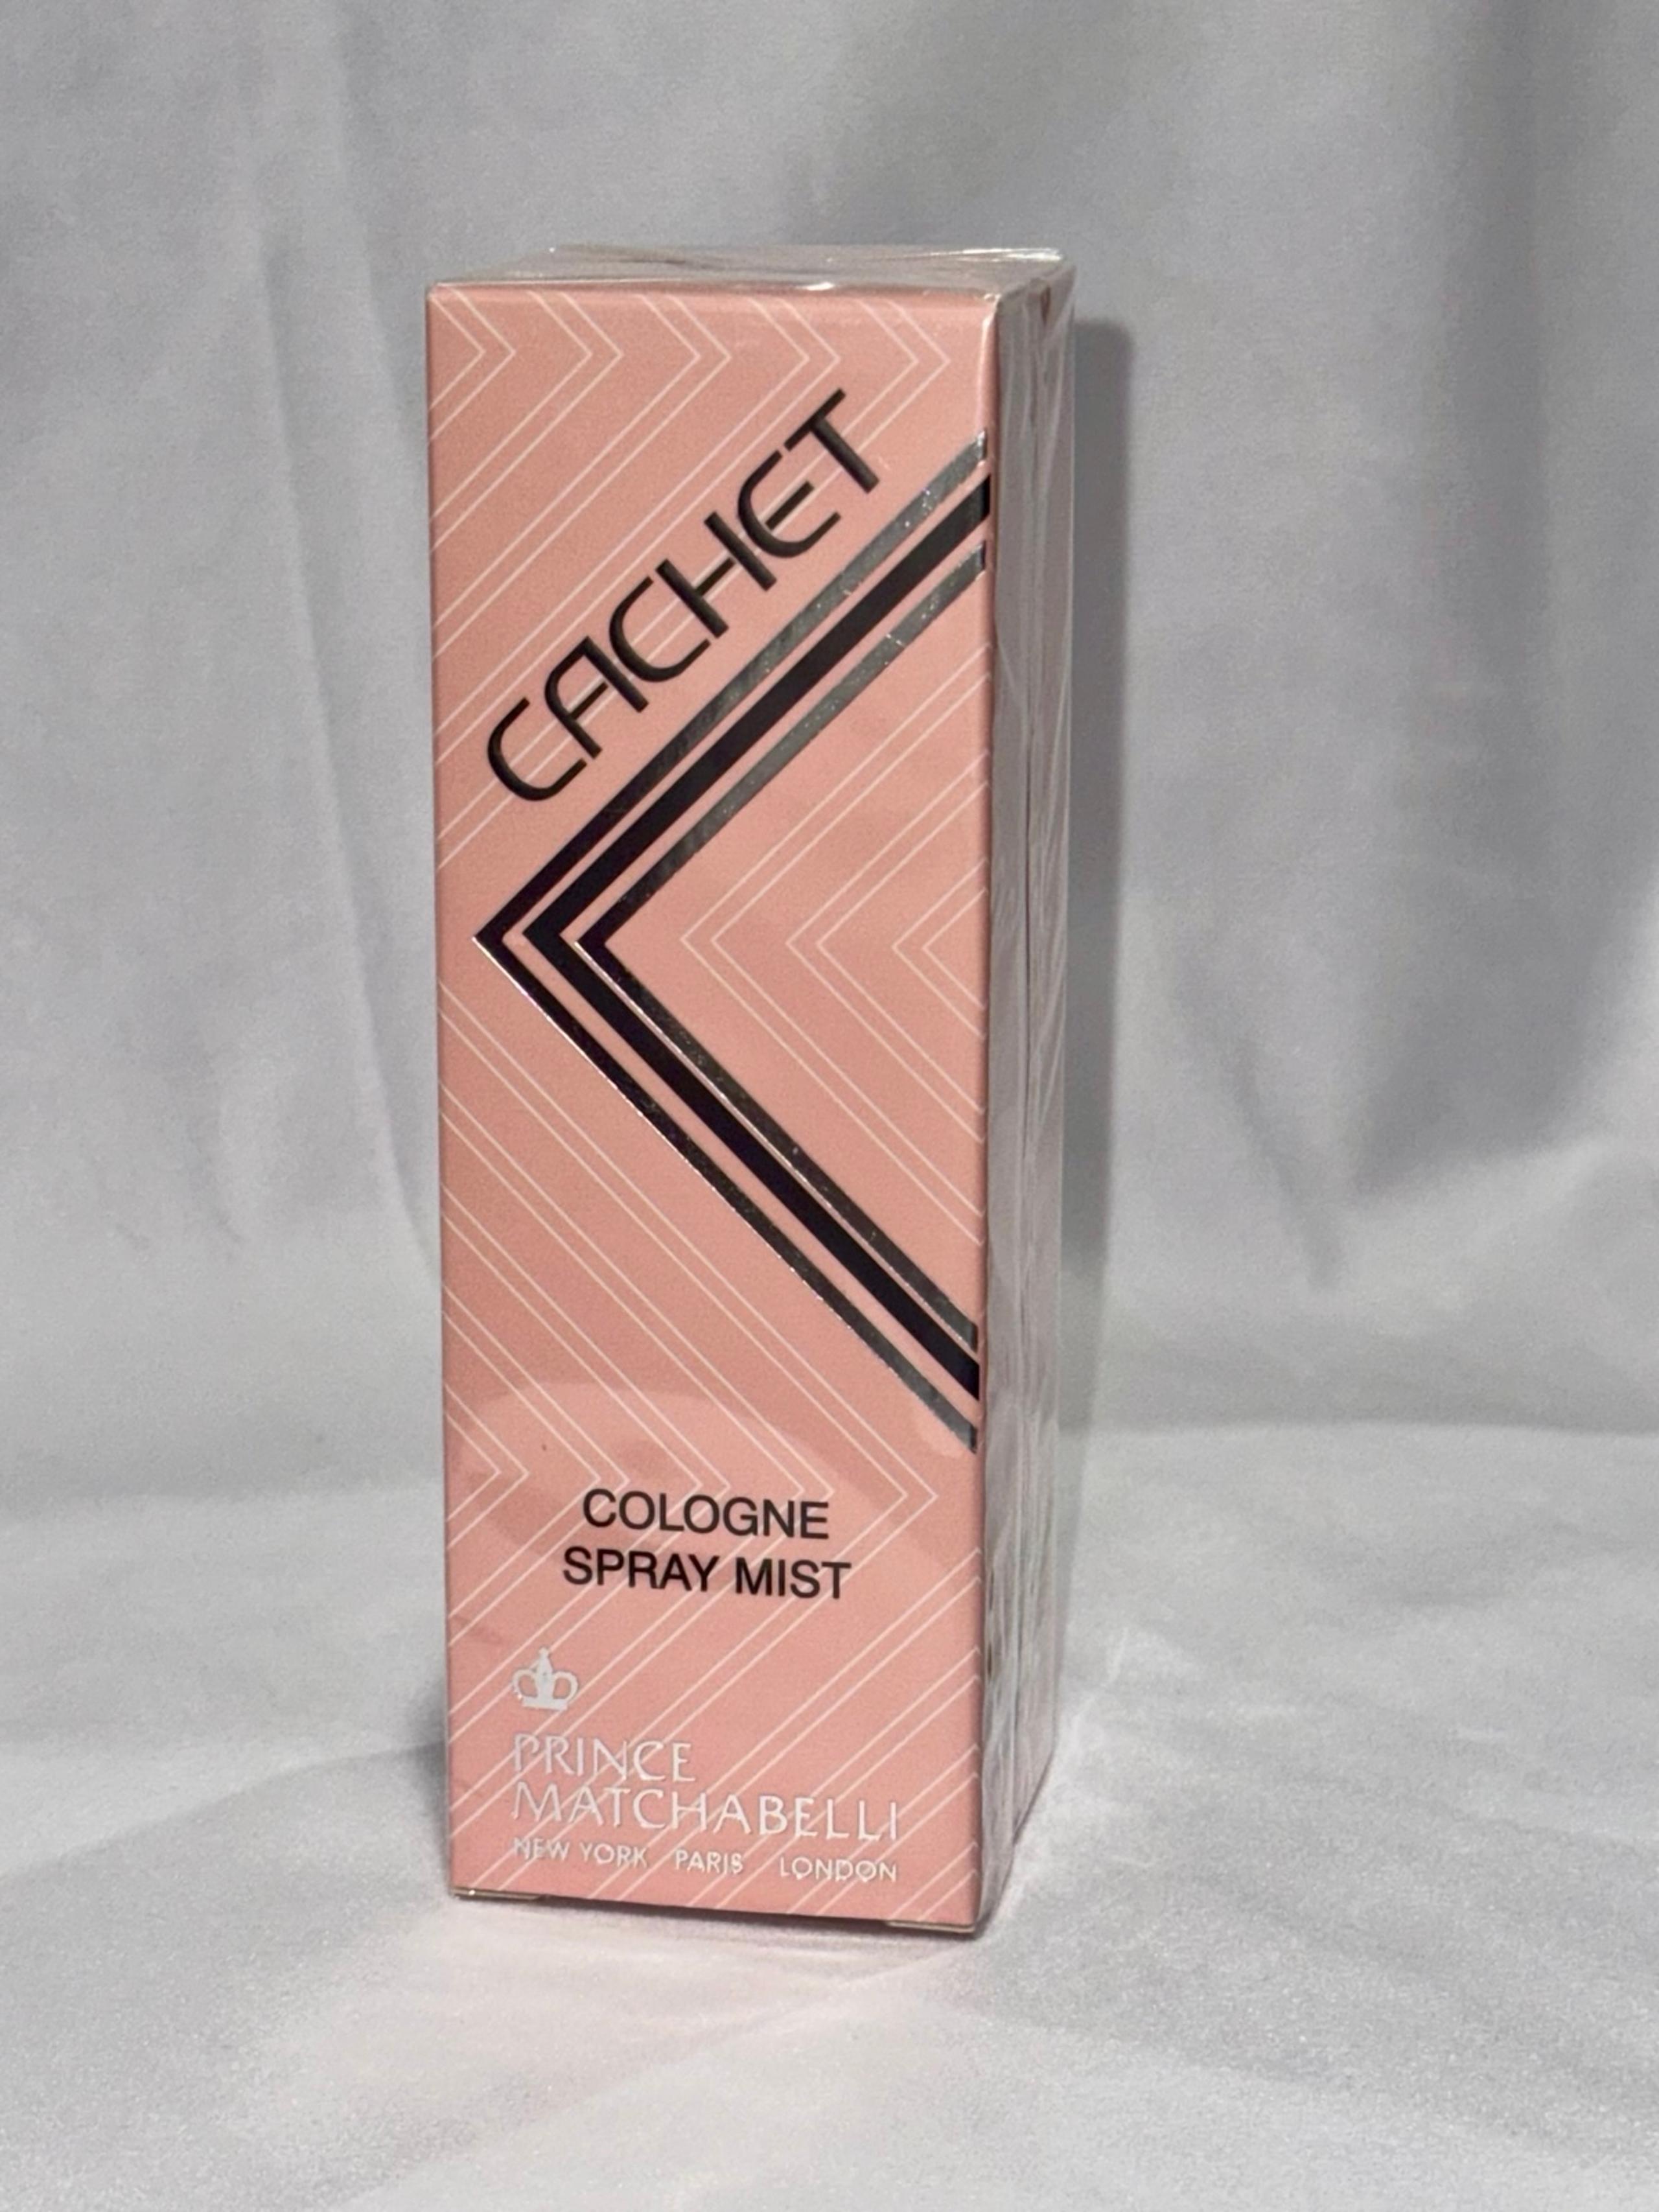 CACHET
COLOGNE
SPRAY MIST
PRINCE
MATCHABELLI
NEW YORK PARIS LONDON